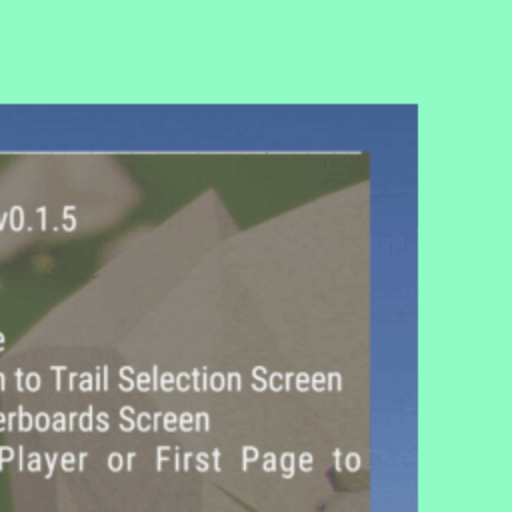 v0.1.5
to Trail Selection Screen
erboards Screen
Player or First Page to